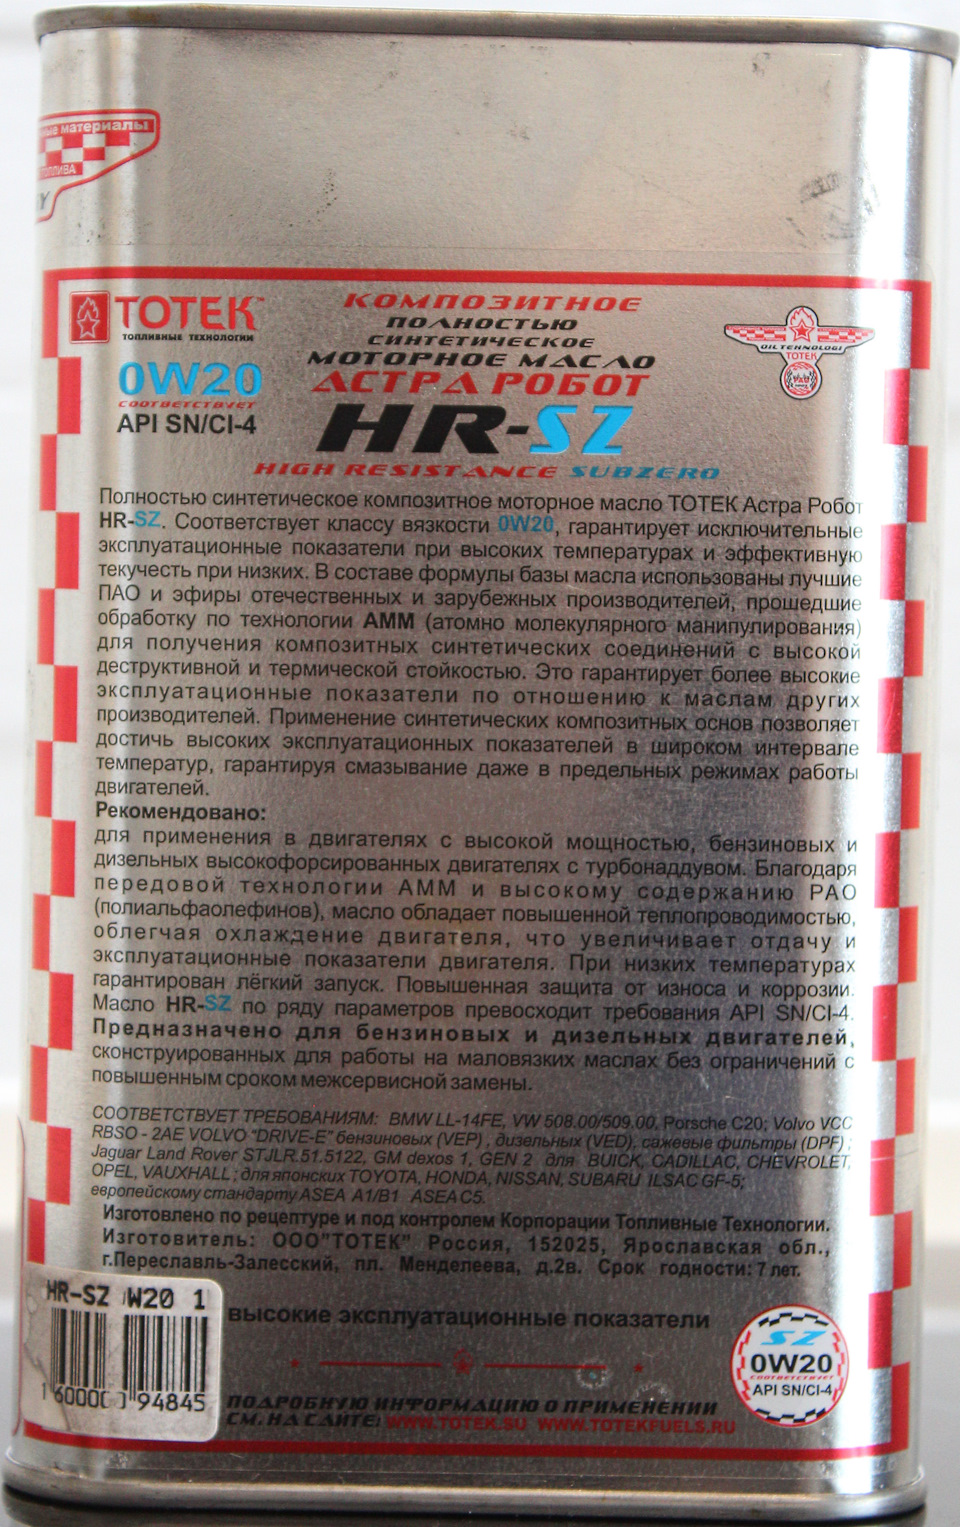 ные материалы
ТОПЛИВА
TOTEK™
ТОПЛИВНЫЕ ТЕХНОЛОГИИ
0W20
СООТВЕТСТВУЕТ
API SN/CI-4
КОМПОЗИТНОЕ
ПОЛНОСТЬЮ
СИНТЕТИЧЕСКОЕ
МОТОРНОЕ МАСЛО
АСТРА РОБОТ
HR-SZ
HIGH RESISTANCE SUBZERO
OIL TEHNOLOGI
TOTEK
Полностью синтетическое композитное моторное масло ТОТЕК Астра Робот
HR-SZ. Соответствует классу вязкости 0W20, гарантирует исключительные
эксплуатационные показатели при высоких температурах и эффективную
текучесть при низких. В составе формулы базы масла использованы лучшие
ПАО и эфиры отечественных и зарубежных производителей, прошедшие
обработку по технологии АММ (атомно молекулярного манипулирования)
для получения композитных синтетических соединений с высокой
деструктивной и термической стойкостью. Это гарантирует более высокие
эксплуатационные показатели по отношению к маслам других
производителей. Применение синтетических композитных основ позволяет
достичь высоких эксплуатационных показателей в широком интервале
температур, гарантируя смазывание даже в предельных режимах работы
двигателей.
Рекомендовано:
для применения в двигателях с высокой мощностью, бензиновых и
дизельных высокофорсированных двигателях с турбонаддувом. Благодаря
передовой технологии АММ и высокому содержанию РАО
(полиальфаолефинов), масло обладает повышенной теплопроводимостью,
облегчая охлаждение двигателя, что увеличивает отдачу и
эксплуатационные показатели двигателя. При низких температурах
гарантирован лёгкий запуск. Повышенная защита от износа и коррозии.
Масло HR-SZ по ряду параметров превосходит требования API SN/CI-4.
Предназначено для бензиновых и дизельных двигателей,
сконструированных для работы на маловязких маслах без ограничений с
повышенным сроком межсервисной замены.
СООТВЕТСТВУЕТ ТРЕБОВАНИЯМ: BMW LL-14FE, VW 508.00/509.00, Porsche C20; Volvo VCC
RBSO - 2AE VOLVO "DRIVE-E" бензиновых (VEP) , дизельных (VED), сажевые фильтры (DPF) ;
Jaguar Land Rover STJLR.51.5122, GM dexos 1, GEN 2 для BUICK, CADILLAC, CHEVROLET,
OPEL, VAUXHALL ; для японских TOYOTA, HONDA, NISSAN, SUBARU ILSAC GF-5;
европейскому стандарту ASEA A1/B1 ASEA C5.
Изготовлено по рецептуре и под контролем Корпорации Топливные Технологии.
Изготовитель: ООО"ТОТЕК" Россия, 152025, Ярославская обл.,
г.Переславль-Залесский, пл. Менделеева, д.2в. Срок годности: 7 лет.
HR-SZ W20 1
94845
высокие эксплуатационные показатели
ПОДРОБНУЮ ИНФОРМАЦИЮ О ПРИМЕНЕНИИ
СМ. НА САЙТЕ: WWW.TOTEK.SU WWW.TOTEKFUELS.RU
SZ
0W20
СООТВЕТСТВУЕТ
API SN/CI-4